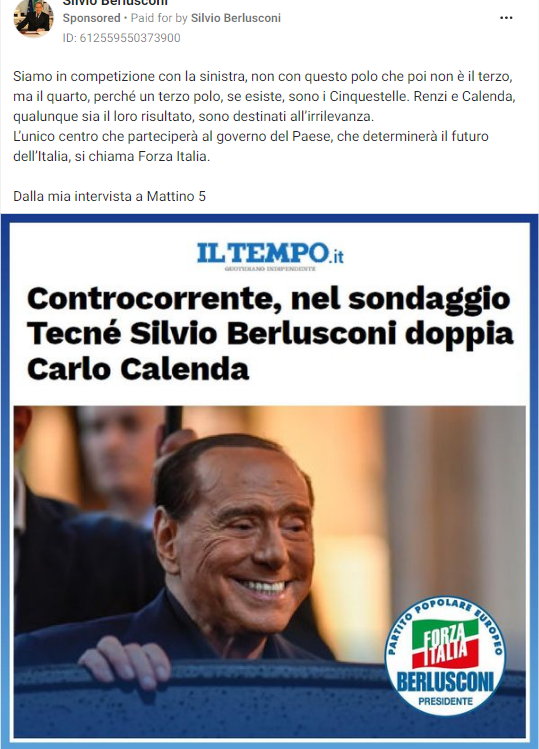 Silvio Berlusconi
Sponsored • Paid for by Silvio Berlusconi
ID: 612559550373900
Siamo in competizione con la sinistra, non con questo polo che poi non è il terzo,
ma il quarto, perché un terzo polo, se esiste, sono i Cinquestelle. Renzi e Calenda,
qualunque sia il loro risultato, sono destinati all'irrilevanza.
L'unico centro che parteciperà al governo del Paese, che determinerà il futuro
dell'Italia, si chiama Forza Italia.
Dalla mia intervista a Mattino 5
IL TEMPO.it
QUOTIDIANO INDIPENDENTE
Controcorrente, nel sondaggio
Tecné Silvio Berlusconi doppia
Carlo Calenda
PARTITO POPOLARE EUROPEO
FORZA
ITALIA
BERLUSCONI
PRESIDENTE